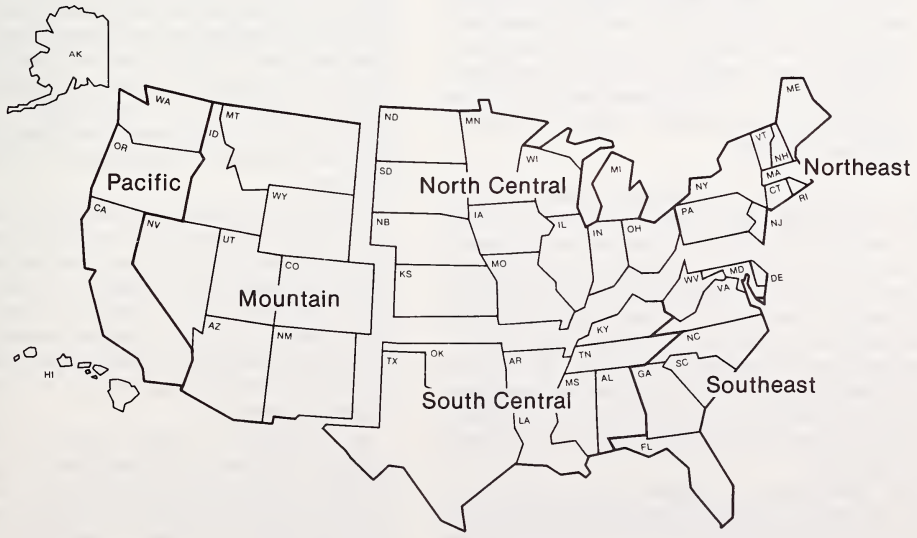 AK
WA
MT
ND
MN
ME
OR
ID
WI
VT
NH
SD
MI
MA
Northeast
Pacific
WY
North Central
NY
CT
RI
CA
NV
NB
IA
IL
IN
OH
PA
NJ
UT
CO
KS
MO
WV
MD
DE
VA
Mountain
AZ
NM
KY
NC
HI
TX
OK
AR
TN
MS
AL
GA
SC
South Central
Southeast
LA
FL